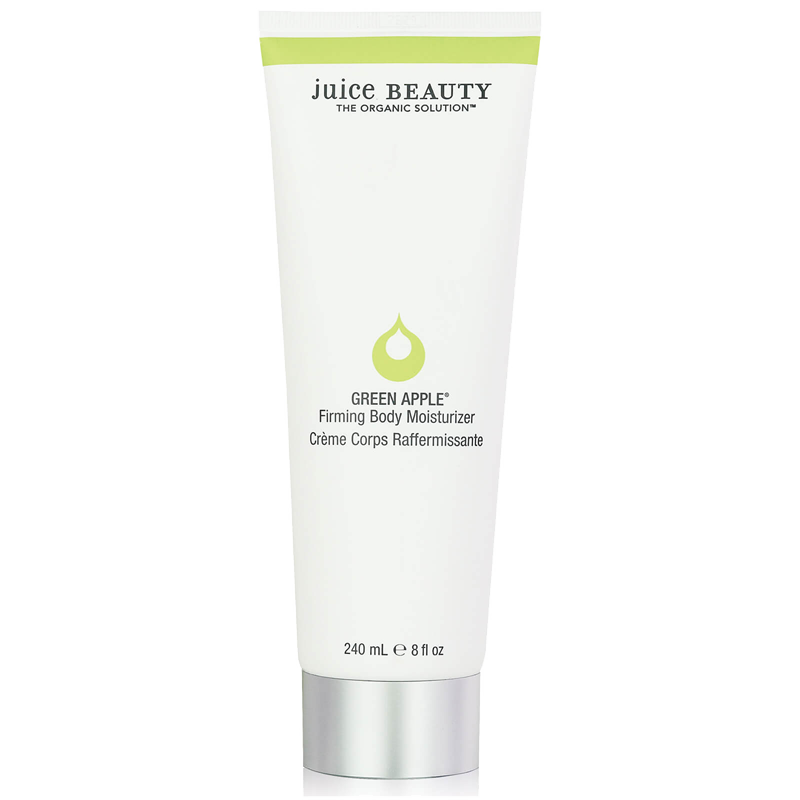 juice BEAUTY
THE ORGANIC SOLUTION™
GREEN APPLE®
Firming Body Moisturizer
Crème Corps Raffermissante
240 mL ℮ 8 fl oz